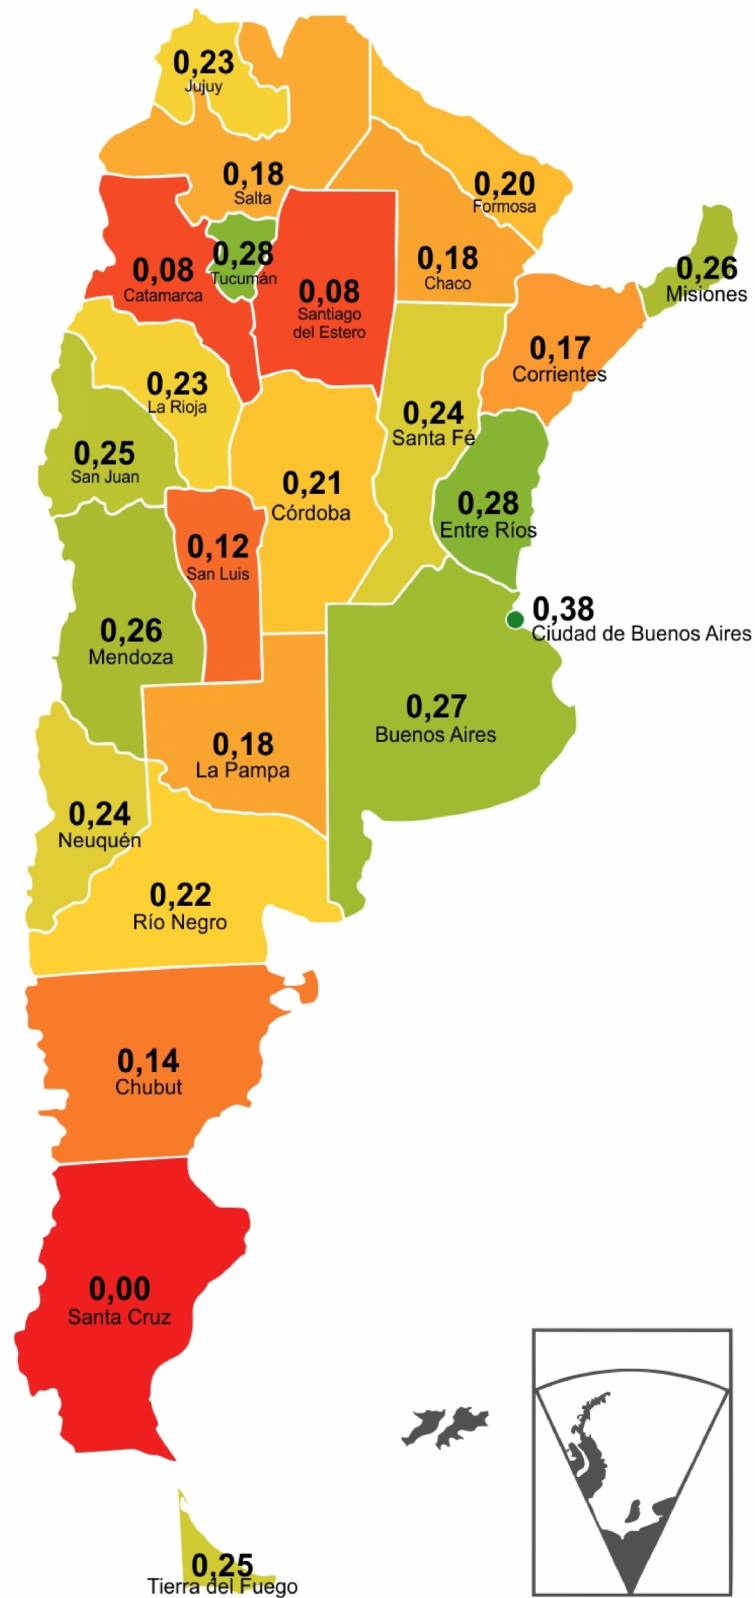 0,23
Jujuy
0,18
Salta
0,20
Formosa
0,28
Tucumán
0,18
Chaco
0,26
Misiones
0,08
Catamarca
0,08
Santiago
del Estero
0,17
Corrientes
0,23
La Rioja
0,24
Santa Fé
0,25
San Juan
0,21
Córdoba
0,28
Entre Ríos
0,12
San Luis
0,38
Ciudad de Buenos Aires
0,26
Mendoza
0,27
Buenos Aires
0,18
La Pampa
0,24
Neuquén
0,22
Río Negro
0,14
Chubut
0,00
Santa Cruz
0,25
Tierra del Fuego